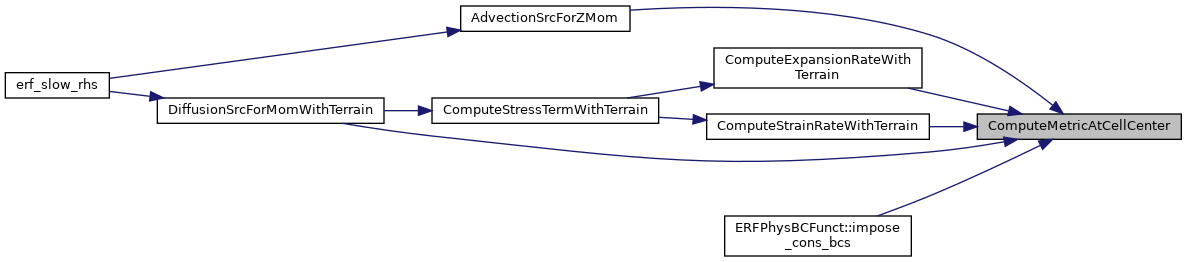 AdvectionSrcForZMom
ComputeExpansionRateWith
Terrain
erf_slow_rhs
DiffusionSrcForMomWithTerrain
ComputeStressTermWithTerrain
ComputeStrainRateWithTerrain
ComputeMetricAtCellCenter
ERFPhysBCFunct::impose
_cons_bcs